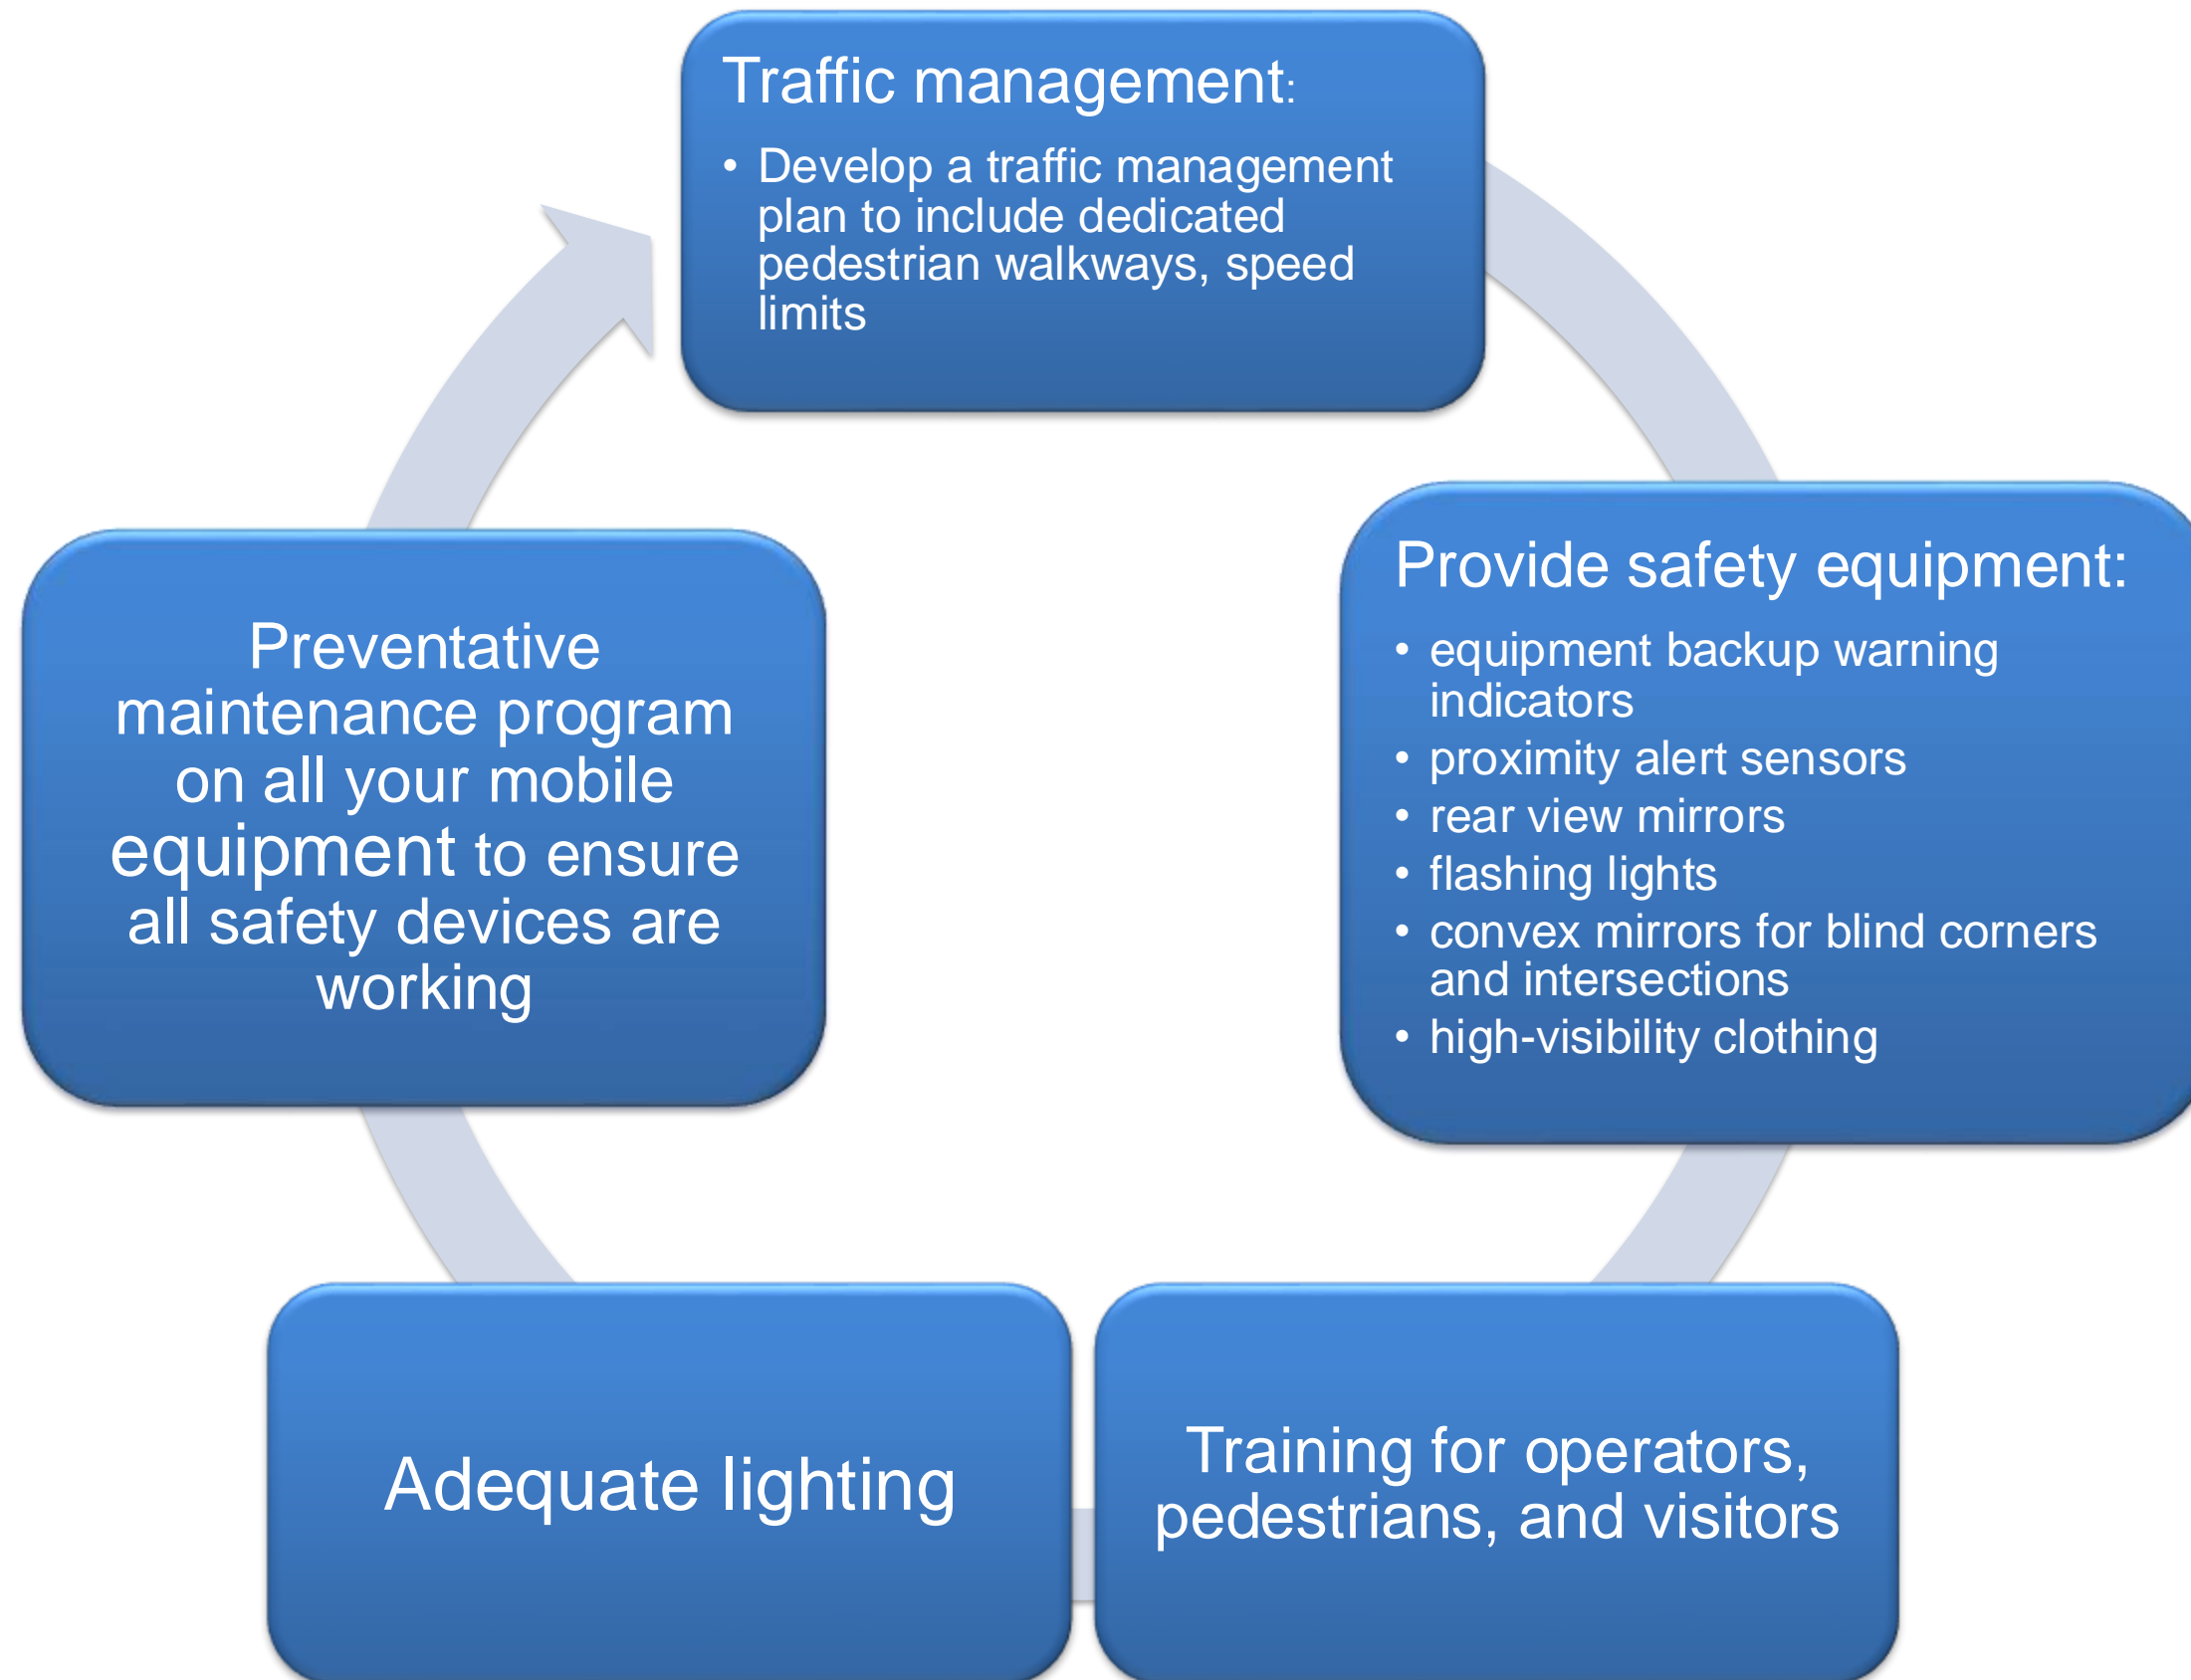 Traffic management:
• Develop a traffic management
plan to include dedicated
pedestrian walkways, speed
limits
Provide safety equipment:
• equipment backup warning
indicators
• proximity alert sensors
• rear view mirrors
• flashing lights
• convex mirrors for blind corners
and intersections
• high-visibility clothing
Training for operators,
pedestrians, and visitors
Adequate lighting
Preventative
maintenance program
on all your mobile
equipment to ensure
all safety devices are
working